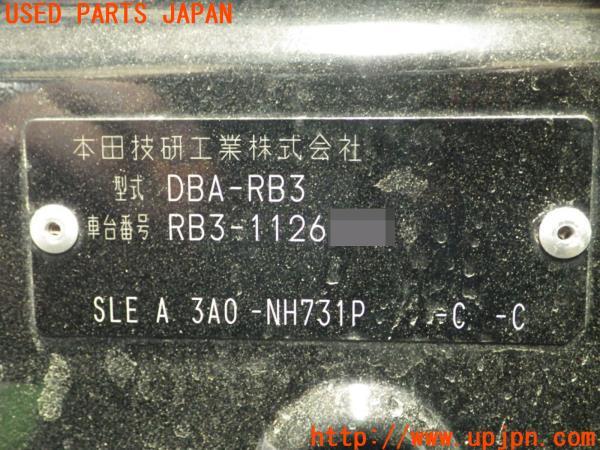 USED PARTS JAPAN
本田技研工業株式会社
型式 DBA-RB3
車台番号 RB3-1126
SLE A 3A0 -NH731P =C -C
http://www.upjpn.com/